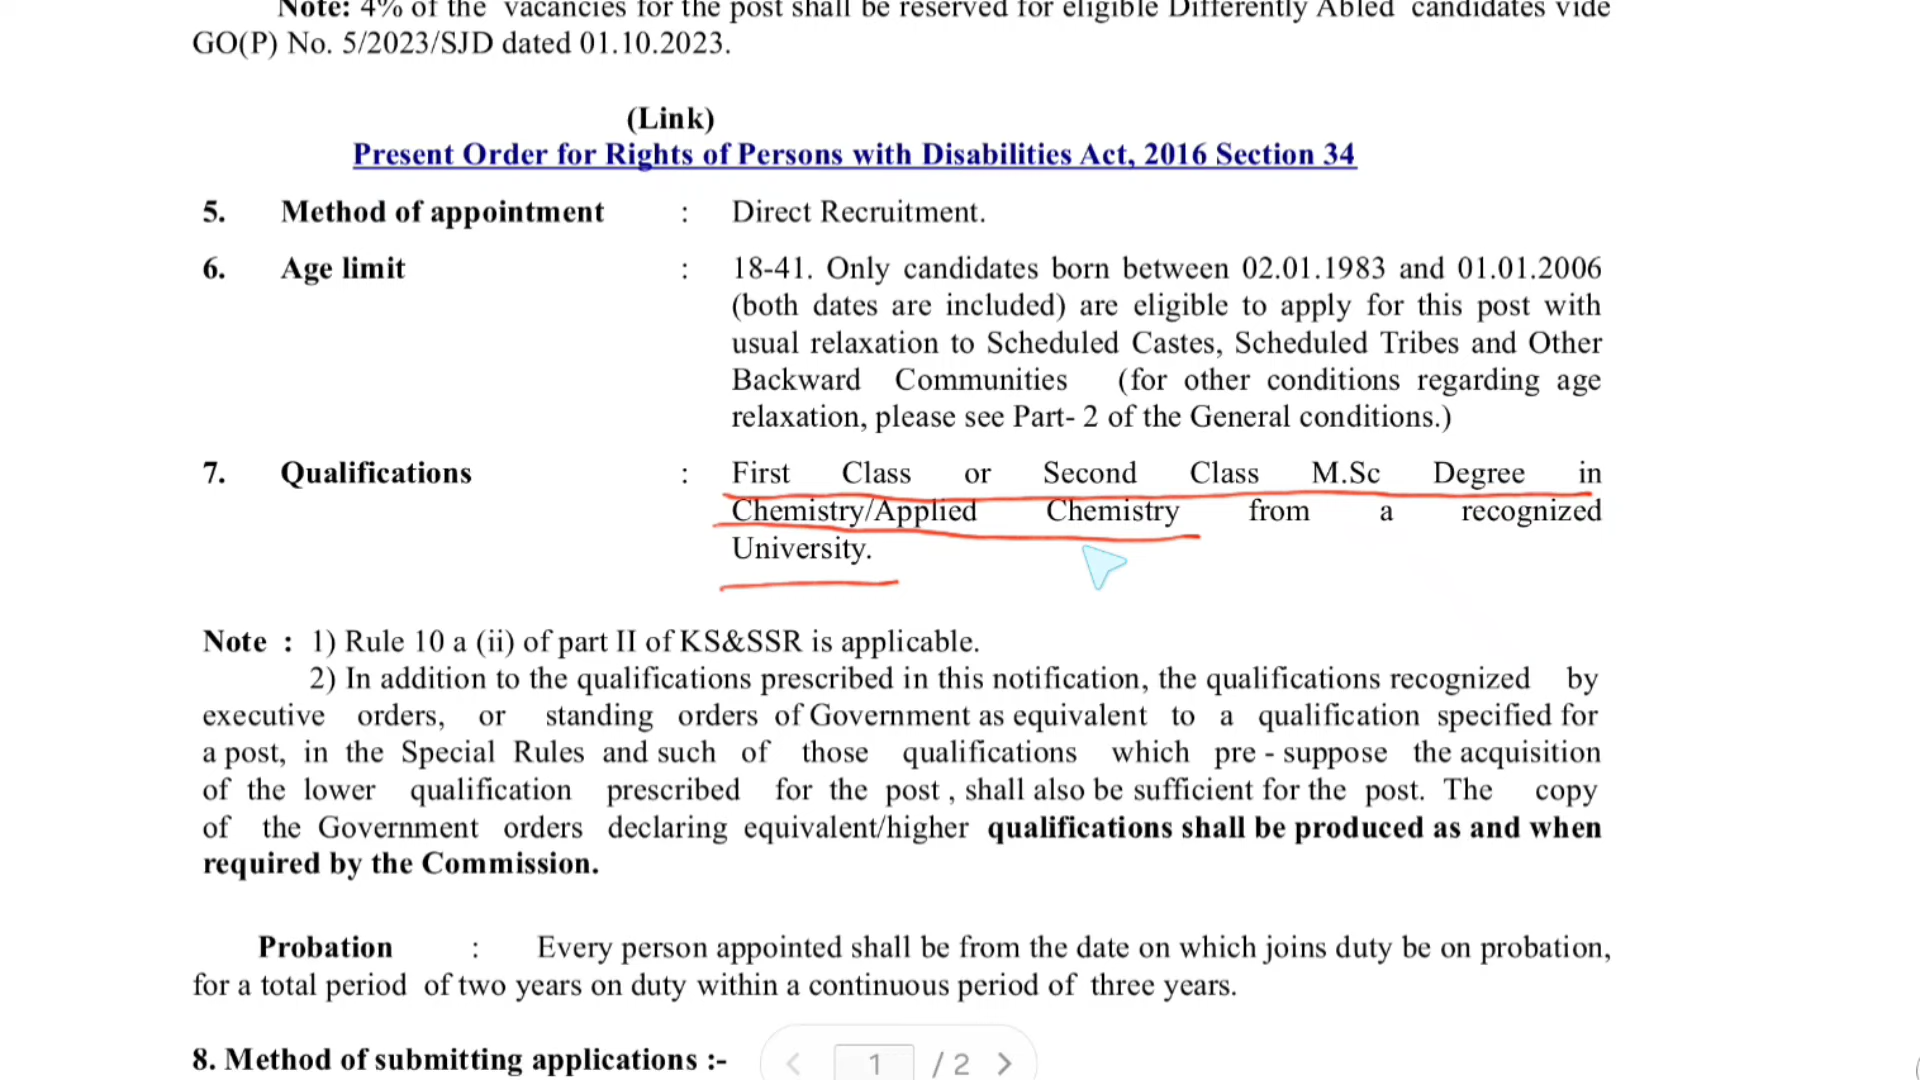 Note: 4% of the vacancies for the post shall be reserved for eligible Differently Abled candidates vide
GO(P) No. 5/2023/SJD dated 01.10.2023.
(Link)
Present Order for Rights of Persons with Disabilities Act, 2016 Section 34
5. Method of appointment : Direct Recruitment.
6. Age limit : 18-41. Only candidates born between 02.01.1983 and 01.01.2006
(both dates are included) are eligible to apply for this post with
usual relaxation to Scheduled Castes, Scheduled Tribes and Other
Backward Communities (for other conditions regarding age
relaxation, please see Part- 2 of the General conditions.)
7. Qualifications : First Class or Second Class M.Sc Degree in
Chemistry/Applied Chemistry from a recognized
University.
Note : 1) Rule 10 a (ii) of part II of KS&SSR is applicable.
2) In addition to the qualifications prescribed in this notification, the qualifications recognized by
executive orders, or standing orders of Government as equivalent to a qualification specified for
a post, in the Special Rules and such of those qualifications which pre - suppose the acquisition
of the lower qualification prescribed for the post , shall also be sufficient for the post. The copy
of the Government orders declaring equivalent/higher qualifications shall be produced as and when
required by the Commission.
Probation : Every person appointed shall be from the date on which joins duty be on probation,
for a total period of two years on duty within a continuous period of three years.
8. Method of submitting applications :-
1 / 2